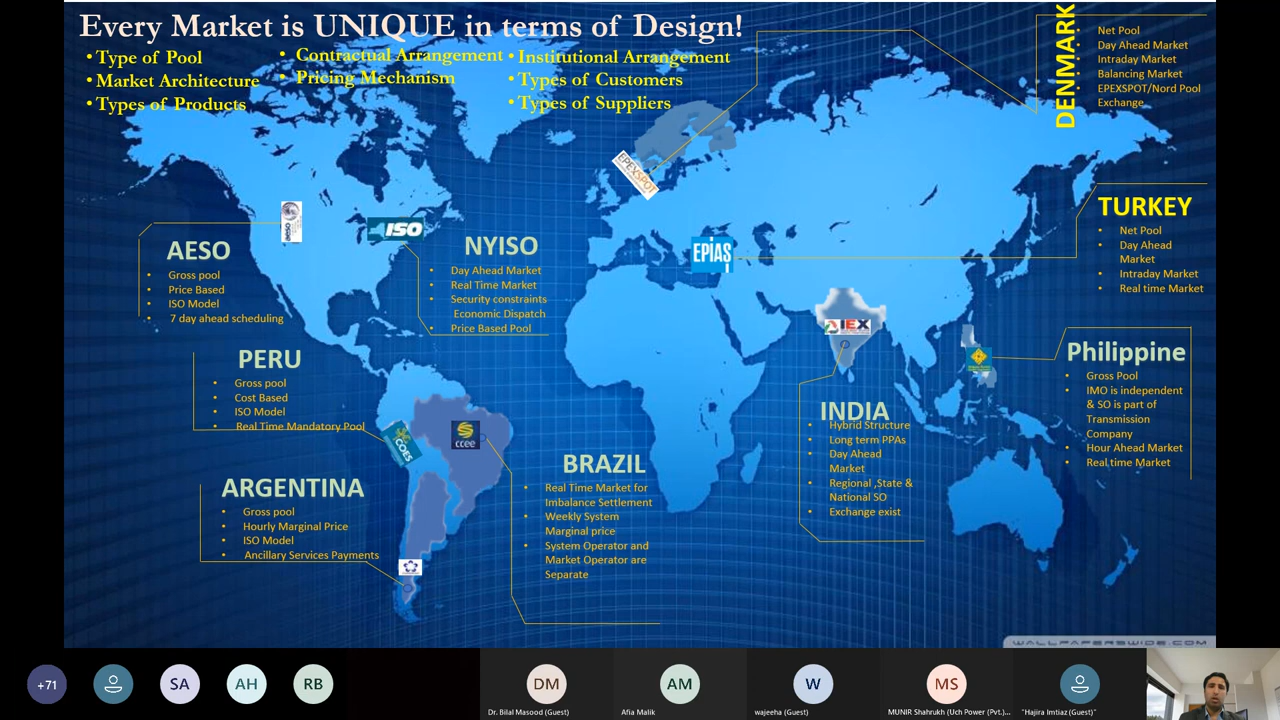 Every Market is UNIQUE in terms of Design!
• Type of Pool
• Market Architecture
• Types of Products
• Contractual Arrangement
• Pricing Mechanism
• Institutional Arrangement
• Types of Customers
• Types of Suppliers
DENMARK
• Net Pool
• Day Ahead Market
• Intraday Market
• Balancing Market
• EPEXSPOT/Nord Pool
Exchange
EPEXSPOT
TURKEY
• Net Pool
• Day Ahead
Market
• Intraday Market
• Real time Market
EPİAŞ
aeso
ISO
AESO
• Gross pool
• Price Based
• ISO Model
• 7 day ahead scheduling
NYISO
• Day Ahead Market
• Real Time Market
• Security constraints
Economic Dispatch
• Price Based Pool
IEX
PERU
• Gross pool
• Cost Based
• ISO Model
• Real Time Mandatory Pool
COES
ccee
Philippine
• Gross Pool
• IMO is independent
& SO is part of
Transmission
Company
• Hour Ahead Market
• Real time Market
INDIA
• Hybrid Structure
• Long term PPAs
• Day Ahead
Market
• Regional ,State &
National SO
• Exchange exist
BRAZIL
• Real Time Market for
Imbalance Settlement
• Weekly System
Marginal price
• System Operator and
Market Operator are
Separate
ARGENTINA
• Gross pool
• Hourly Marginal Price
• ISO Model
• Ancillary Services Payments
WALLPAPERSWIDE.COM
+71
SA
AH
RB
DM
Dr. Bilal Masood (Guest)
AM
Afia Malik
W
wajeeha (Guest)
MS
MUNIR Shahrukh (Uch Power (Pvt.)...
"Hajira Imtiaz (Guest)"